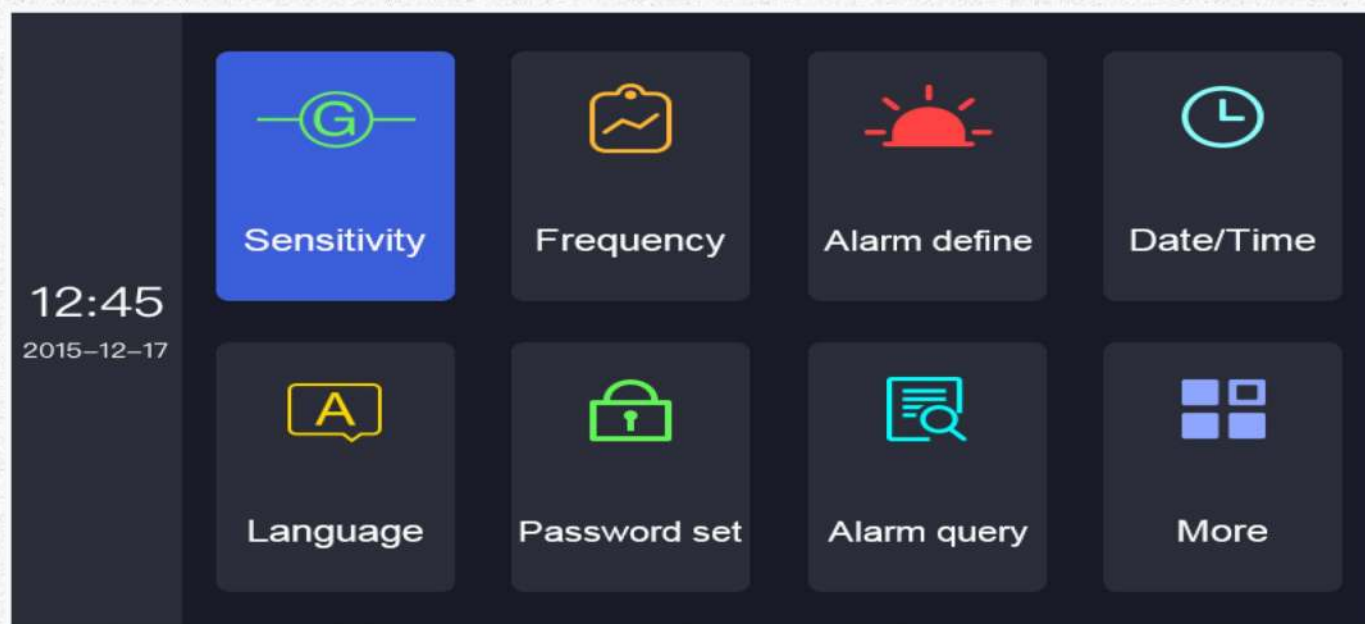 12:45
2015-12-17
G
Sensitivity
Frequency
Alarm define
Date/Time
A
Language
Password set
Alarm query
More